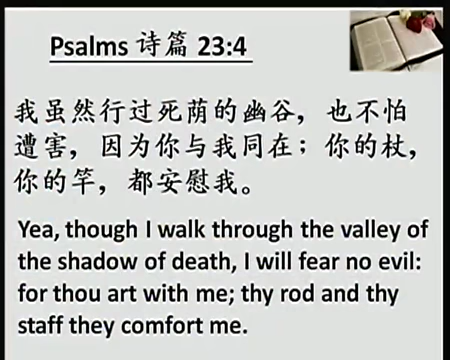 Psalms 诗篇 23:4
我虽然行过死荫的幽谷，也不怕
遭害，因为你与我同在；你的杖，
你的竿，都安慰我。
Yea, though I walk through the valley of
the shadow of death, I will fear no evil:
for thou art with me; thy rod and thy
staff they comfort me.